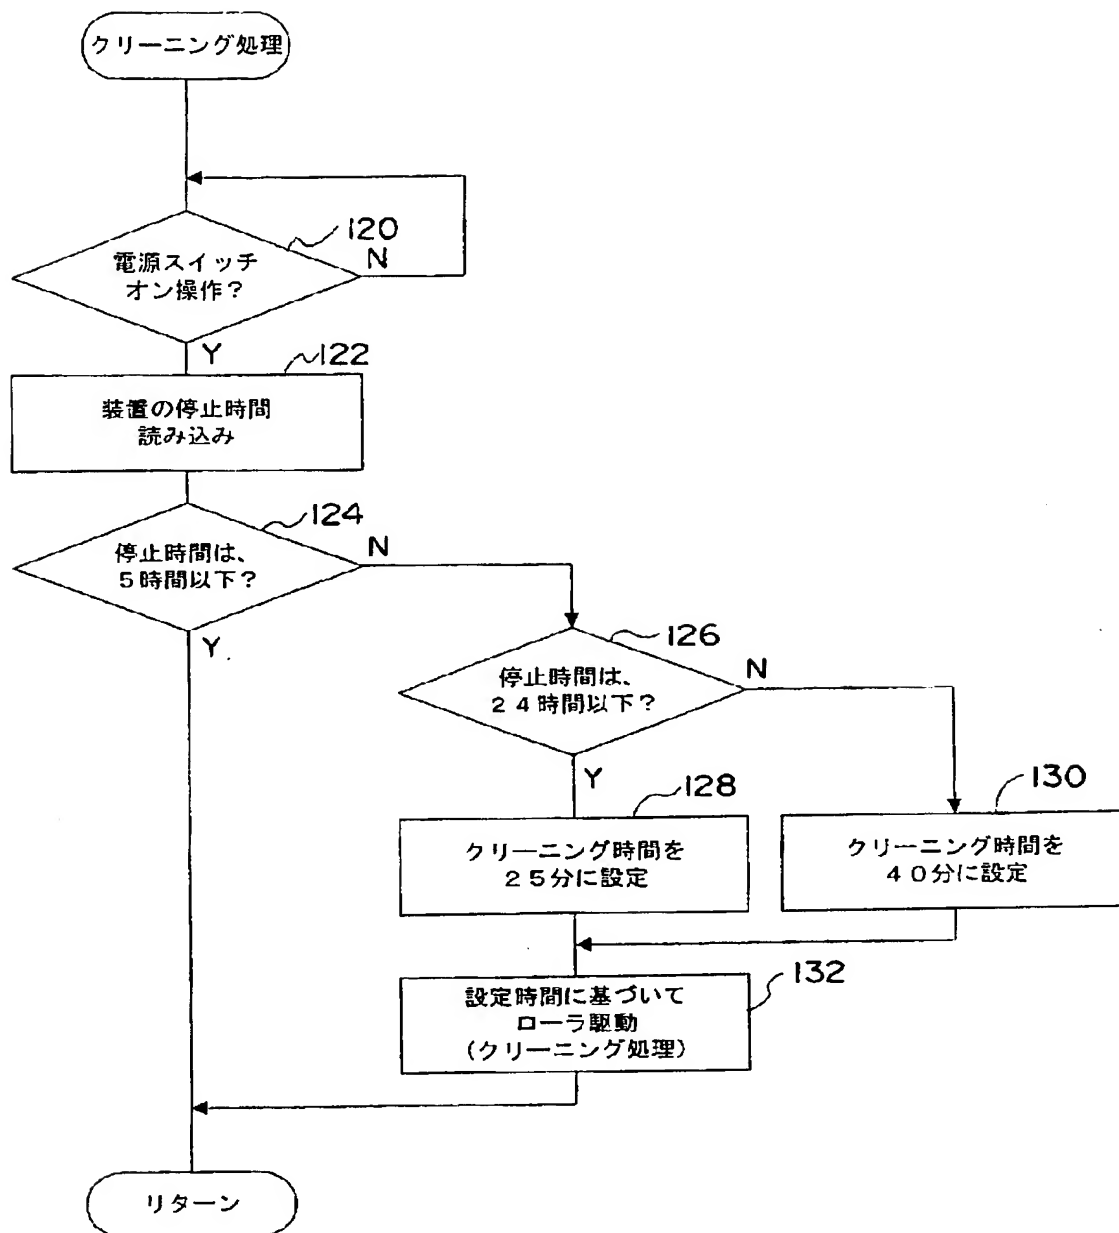 クリーニング処理
120
電源スイッチ
オン操作?
N
Y
122
装置の停止時間
読み込み
124
停止時間は、
5時間以下?
N
Y
126
停止時間は、
24時間以下?
N
Y
128
クリーニング時間を
25分に設定
130
クリーニング時間を
40分に設定
132
設定時間に基づいて
ローラ駆動
(クリーニング処理)
リターン